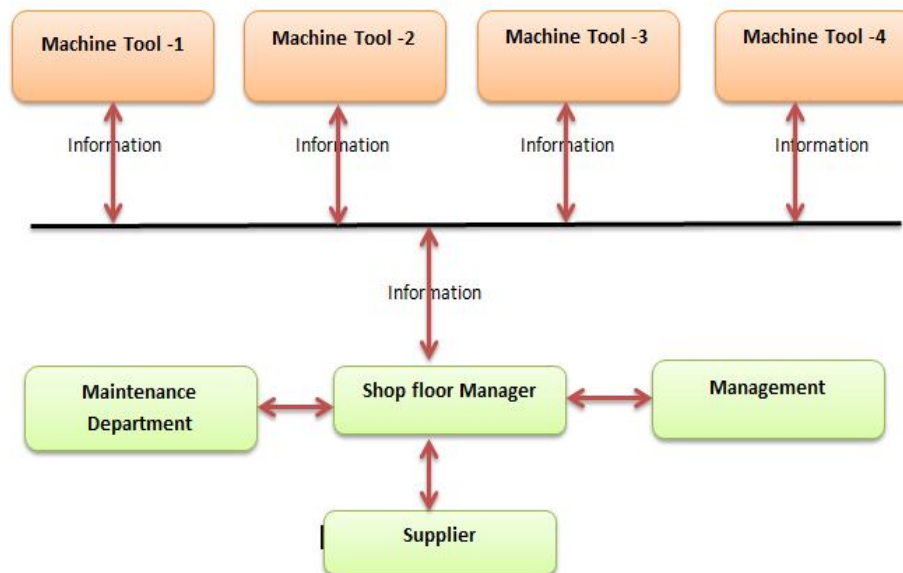 Machine Tool -1
Machine Tool -2
Machine Tool -3
Machine Tool -4
Information
Information
Information
Information
Information
Maintenance
Department
Shop floor Manager
Management
Supplier